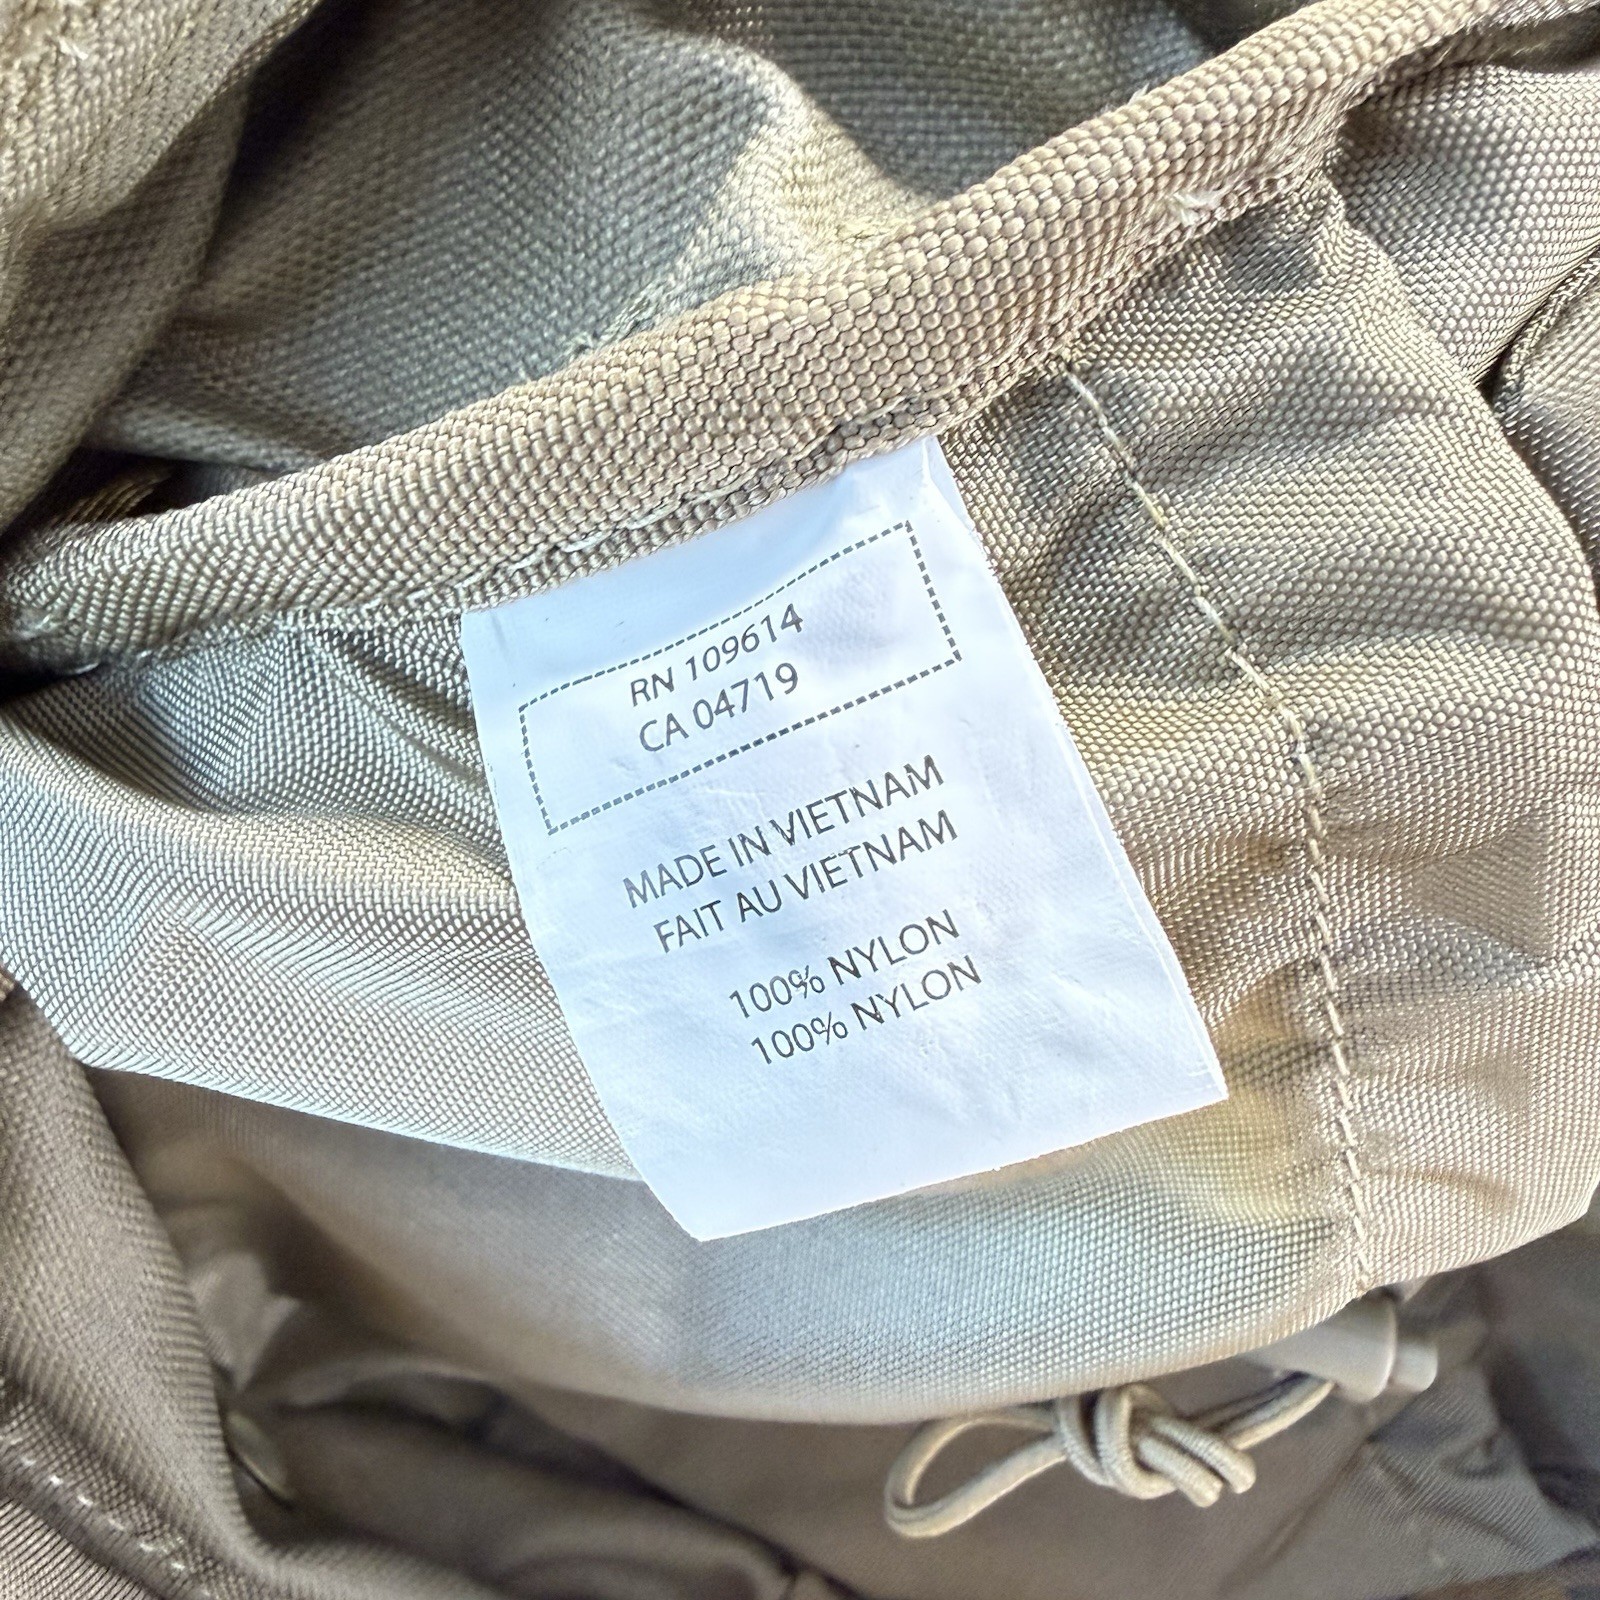 RN 109614
CA 04719
MADE IN VIETNAM
FAIT AU VIETNAM
100% NYLON
100% NYLON